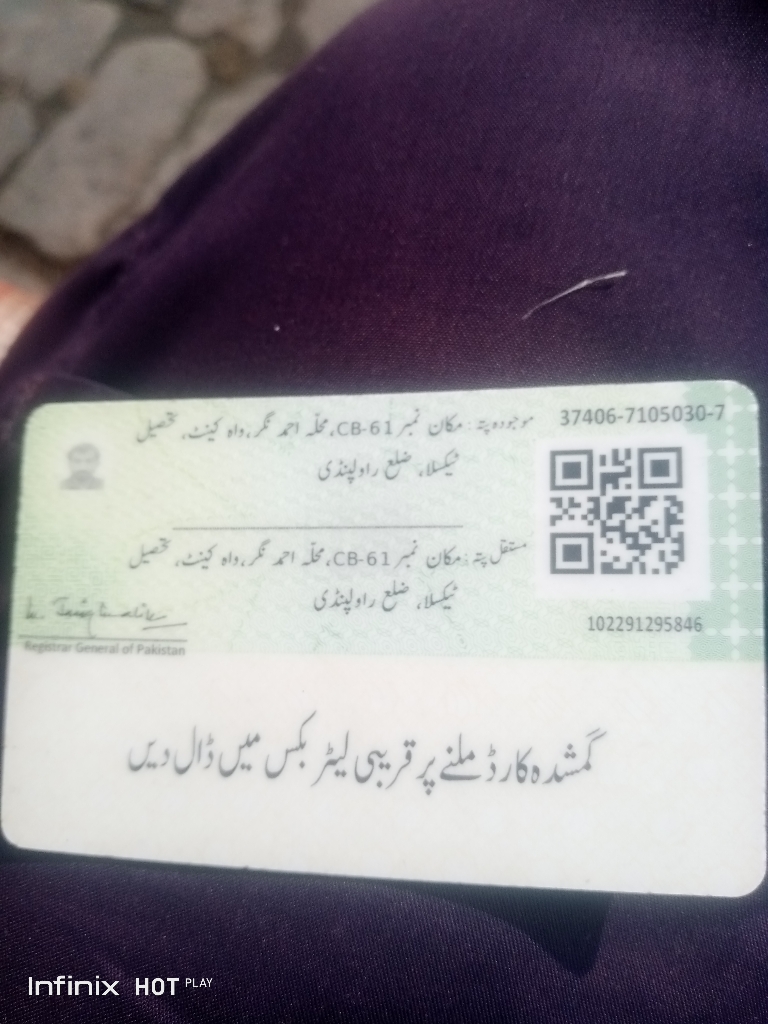 37406-7105030-7
موجودہ پتہ : مکان نمبر CB-61، محلّہ احمد نگر، واہ کینٹ، تحصیل
ٹیکسلا، ضلع راولپنڈی
مستقل پتہ : مکان نمبر CB-61، محلّہ احمد نگر، واہ کینٹ، تحصیل
ٹیکسلا، ضلع راولپنڈی
102291295846
Registrar General of Pakistan
گمشدہ کارڈ ملنے پر قریبی لیٹر بکس میں ڈال دیں
Infinix HOT PLAY